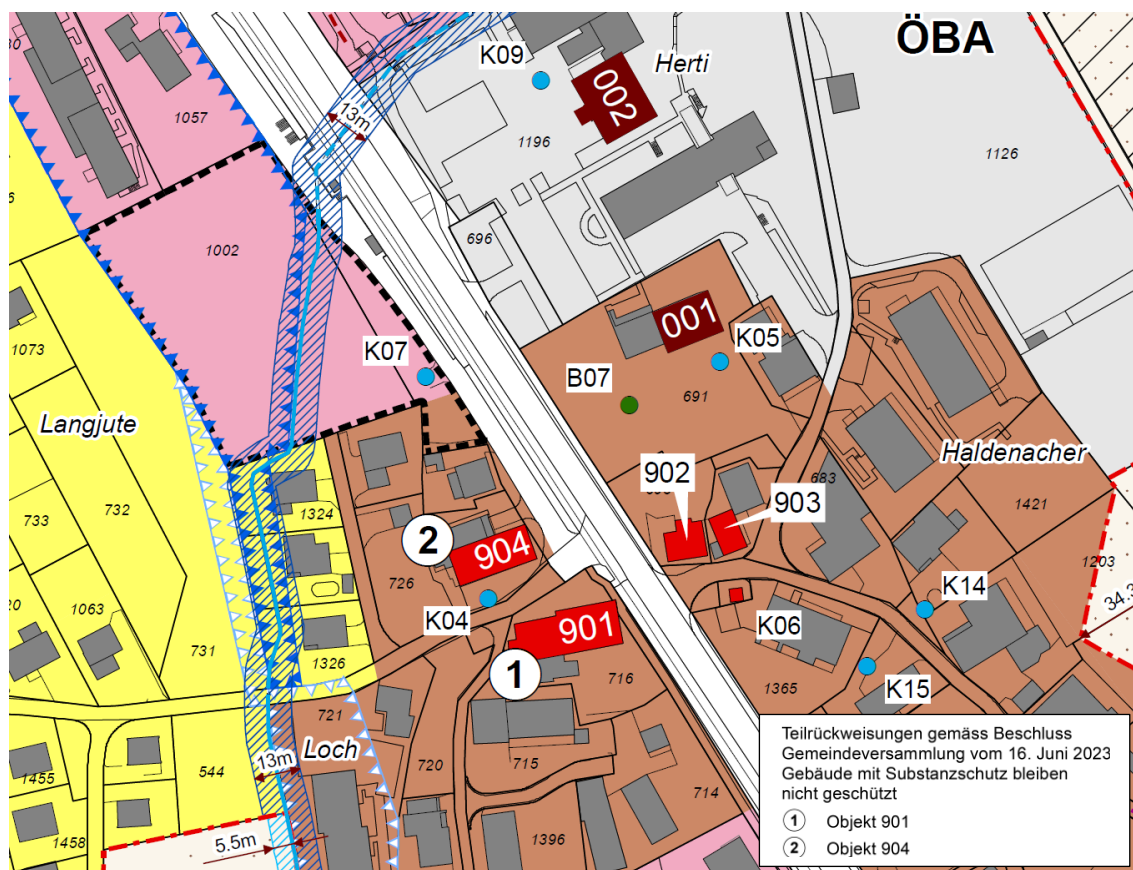 ÖBA
K09
Herti
002
13m
1057
1196
1126
696
1002
001
K05
K07
B07
691
1073
Langjute
902
Haldenacher
903
683
1421
733
732
1324
2
904
726
1203
K14
34.3
1063
K04
901
K06
731
1326
1
716
K15
1365
721
Loch
13m
544
720
715
714
1455
1458
5.5m
1396
Teilrückweisungen gemäss Beschluss
Gemeindeversammlung vom 16. Juni 2023
Gebäude mit Substanzschutz bleiben
nicht geschützt
1 Objekt 901
2 Objekt 904